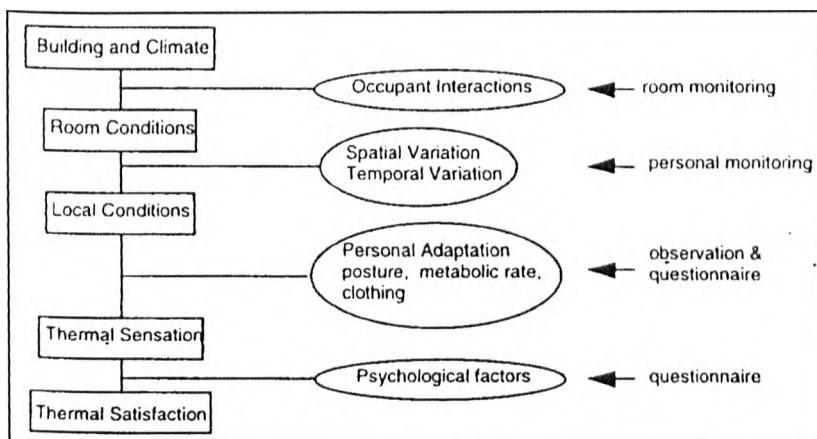 Building and Climate
Occupant Interactions
room monitoring
Room Conditions
Spatial Variation
Temporal Variation
personal monitoring
Local Conditions
Personal Adaptation
posture, metabolic rate,
clothing
observation &
questionnaire
Thermal Sensation
Psychological factors
questionnaire
Thermal Satisfaction